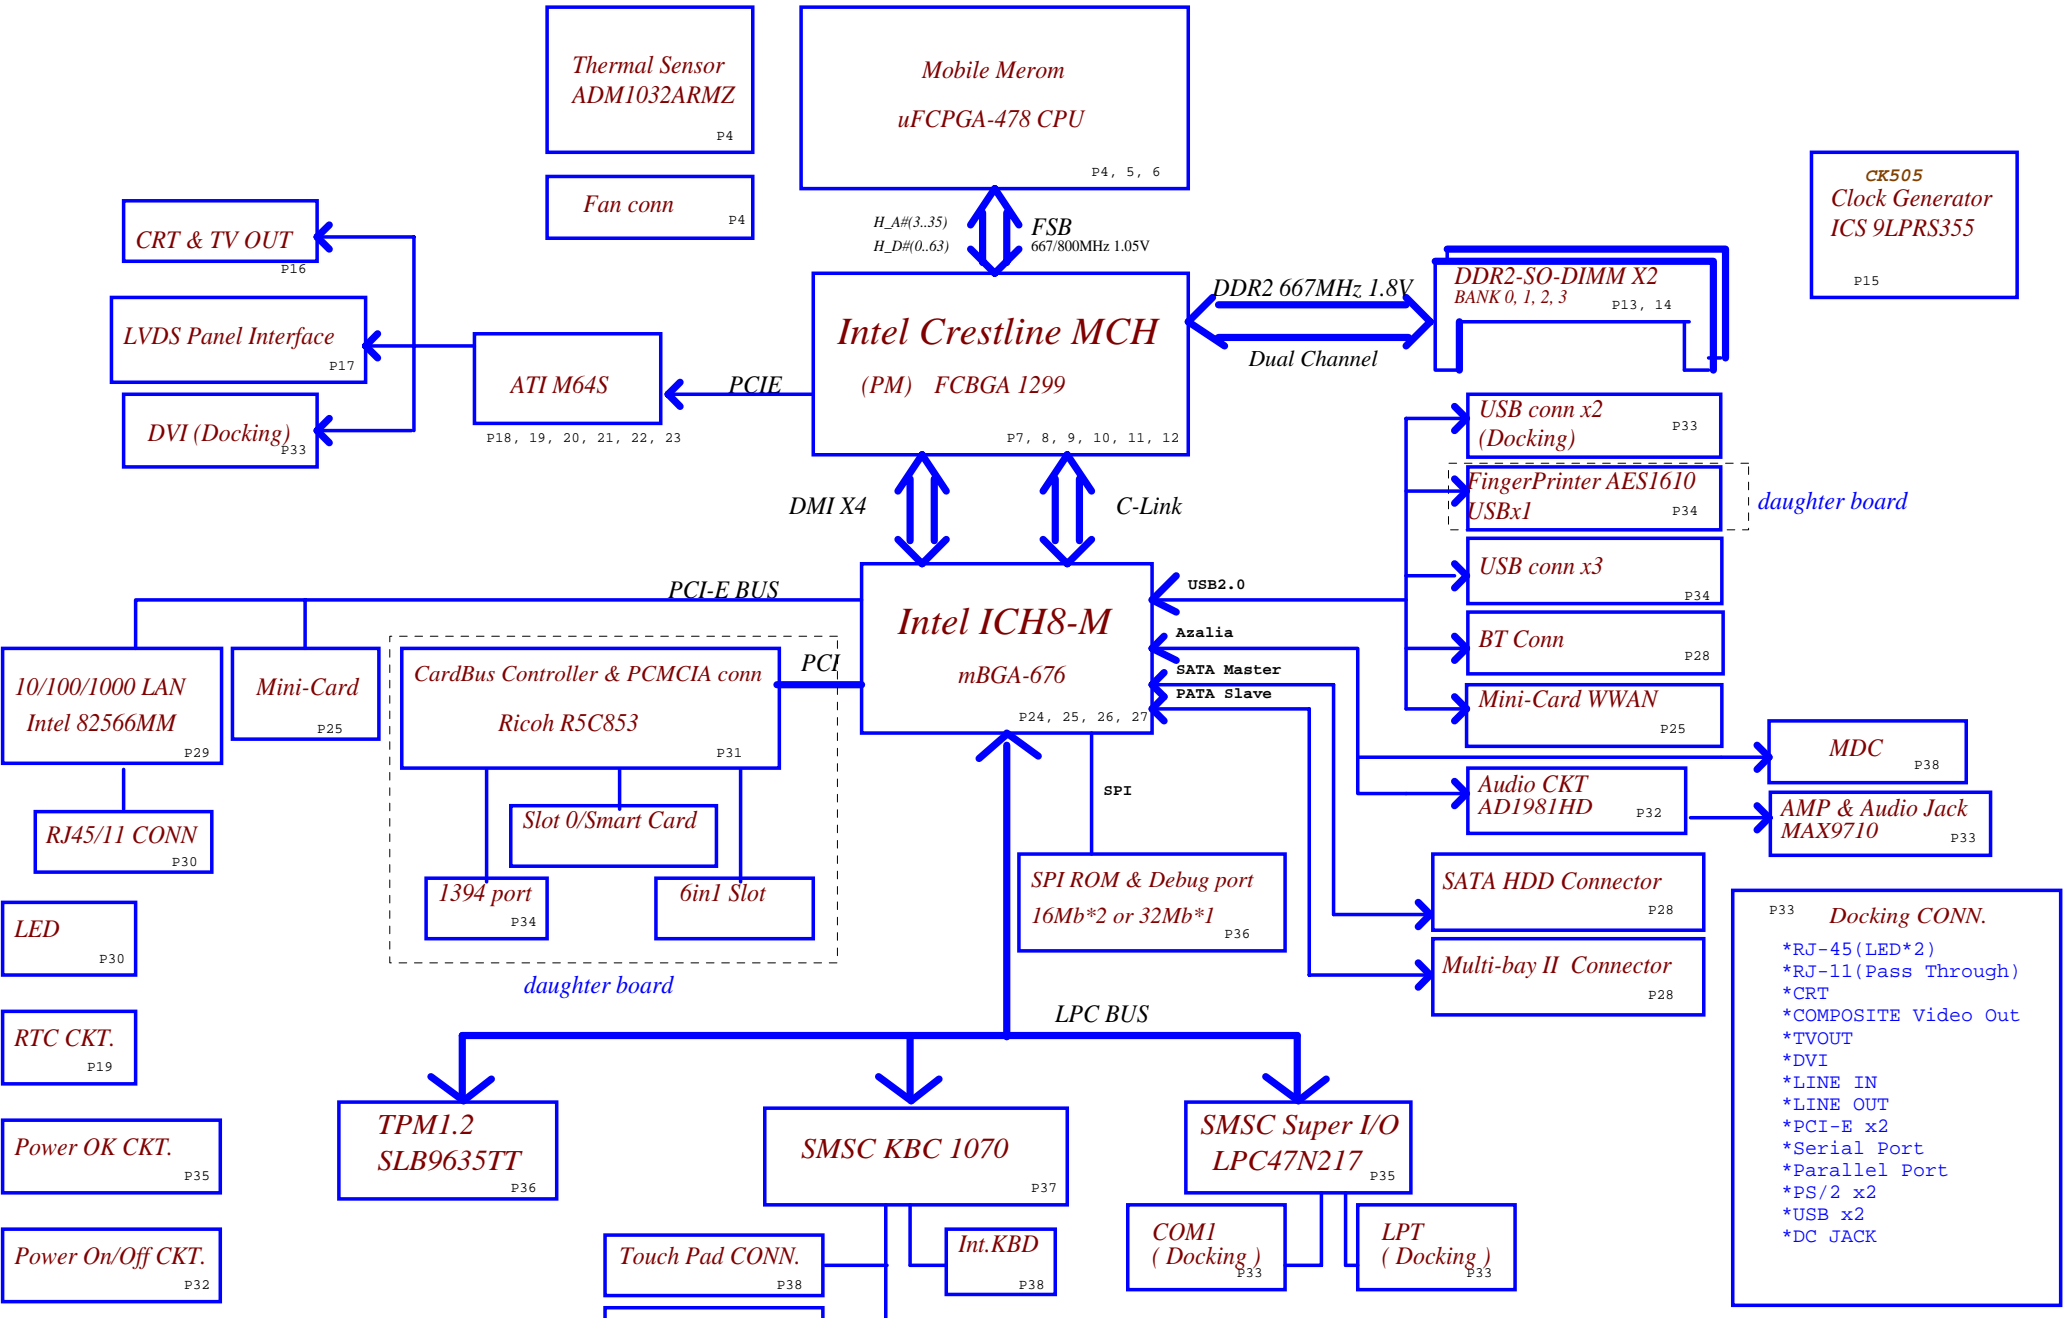 Thermal Sensor
ADM1032ARMZ
P4
Mobile Merom
uFCPGA-478 CPU
P4, 5, 6
Fan conn
P4
CK505
Clock Generator
ICS 9LPRS355
P15
H_A#(3..35)
H_D#(0..63)
FSB
667/800MHz 1.05V
CRT & TV OUT
P16
LVDS Panel Interface
P17
DVI (Docking)
P33
ATI M64S
P18, 19, 20, 21, 22, 23
PCIE
Intel Crestline MCH
(PM) FCBGA 1299
P7, 8, 9, 10, 11, 12
DDR2 667MHz 1.8V
Dual Channel
DDR2-SO-DIMM X2
BANK 0, 1, 2, 3
P13, 14
DMI X4
C-Link
USB conn x2
(Docking)
P33
FingerPrinter AES1610
USBx1
P34
daughter board
USB conn x3
P34
BT Conn
P28
Mini-Card WWAN
P25
PCI-E BUS
Intel ICH8-M
mBGA-676
P24, 25, 26, 27
USB2.0
Azalia
SATA Master
PATA Slave
10/100/1000 LAN
Intel 82566MM
P29
Mini-Card
P25
CardBus Controller & PCMCIA conn
Ricoh R5C853
P31
PCI
MDC
P38
Audio CKT
AD1981HD
P32
AMP & Audio Jack
MAX9710
P33
SPI
RJ45/11 CONN
P30
Slot 0/Smart Card
1394 port
P34
6in1 Slot
daughter board
SPI ROM & Debug port
16Mb*2 or 32Mb*1
P36
SATA HDD Connector
P28
Multi-bay II Connector
P28
LED
P30
RTC CKT.
P19
Power OK CKT.
P35
Power On/Off CKT.
P32
LPC BUS
TPM1.2
SLB9635TT
P36
SMSC KBC 1070
P37
SMSC Super I/O
LPC47N217
P35
Touch Pad CONN.
P38
Int.KBD
P38
COM1
( Docking )
P33
LPT
( Docking )
P33
P33
Docking CONN.
*RJ-45(LED*2)
*RJ-11(Pass Through)
*CRT
*COMPOSITE Video Out
*TVOUT
*DVI
*LINE IN
*LINE OUT
*PCI-E x2
*Serial Port
*Parallel Port
*PS/2 x2
*USB x2
*DC JACK